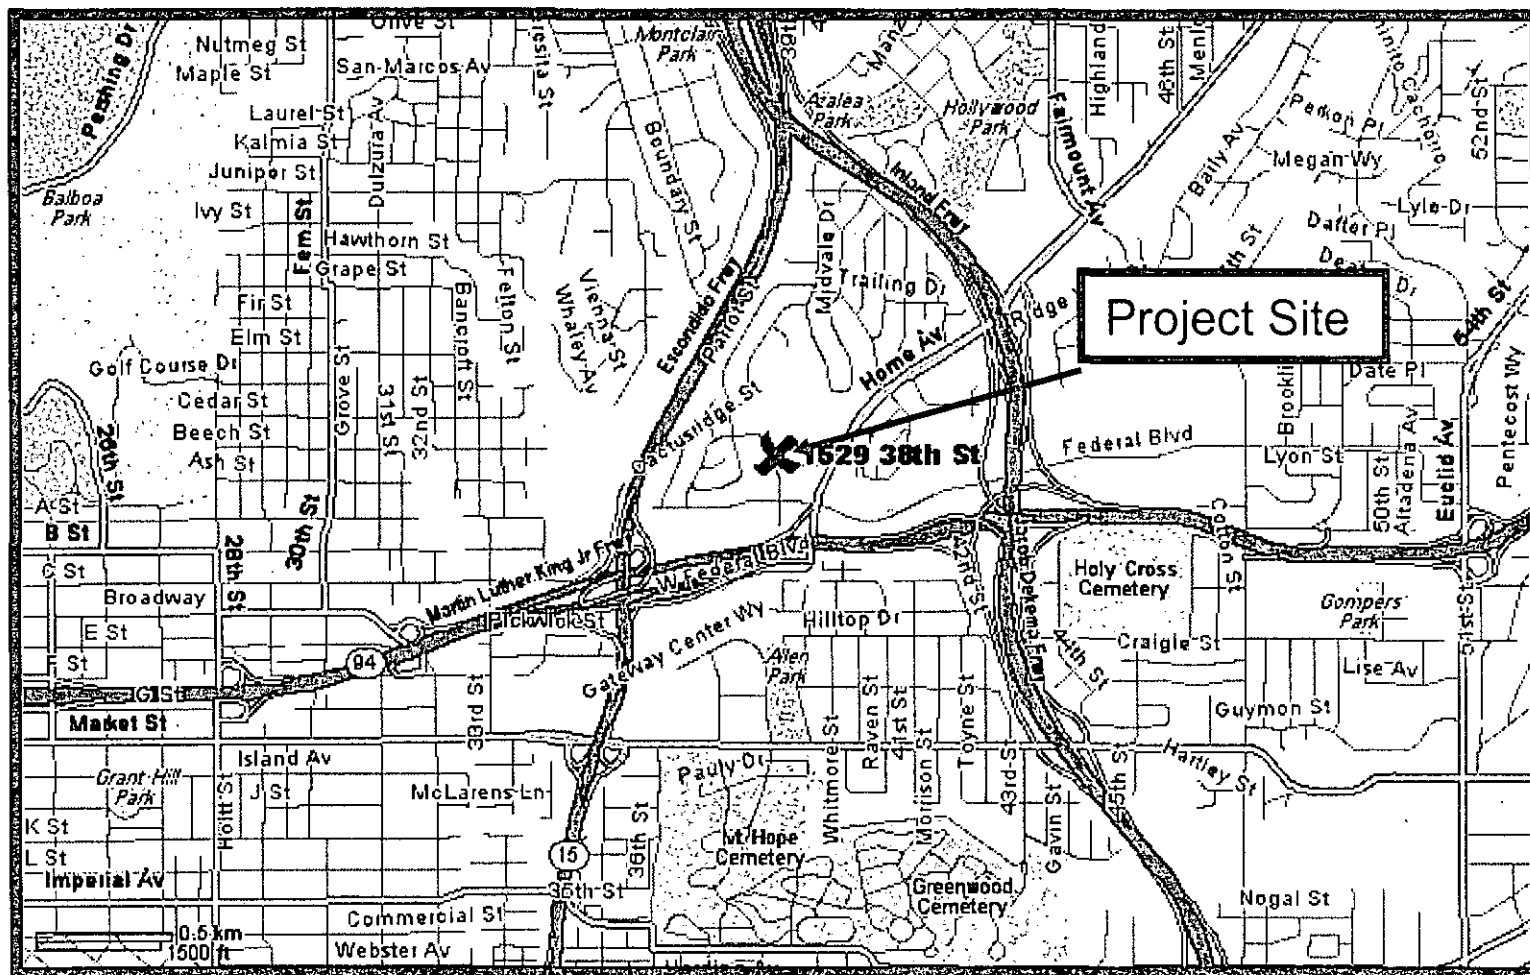 Olive St
Nutmeg St
Maple St
San Marcos Av
Pershing Dr
Laurel St
Kalmia St
Juniper St
Dulzura Av
Balboa
Park
Ivy St
Fern St
Hawthorn St
Grape St
Fir St
Elm St
Golf Course Dr
Cedar St
Beech St
Ash St
Grove St
31st St
32nd St
Bancroft St
Felton St
Vienna St
Whaley Av
Boundary St
Montclair
Park
39th
Azalea
Park
Hollywood
Park
Highland
48th St
Menlo
Fairmount Av
Inland Frwy
Baily Av
Megan Wy
52nd St
Lyle Dr
Dafter Pl
Midvale Dr
Trailing Dr
Escondido Frwy
Home Av
Ridge
Project Site
54th St
Date Pl
Pentecost Wy
1629 38th St
Federal Blvd
Lyon St
50th St
Altadena Av
Euclid Av
26th St
A St
B St
C St
28th St
30th St
Broadway
E St
F St
G St
Market St
94
Martin Luther King Jr Frwy
Pickwick St
Gateway Center Wy
Hilltop Dr
Holy Cross
Cemetery
Gompers
Park
51st St
Craigie St
44th St
Lise Av
Guymon St
Hartley St
Allen
Park
33rd St
Raven St
41st St
Toyne St
Whitmore St
Morrison St
43rd St
Gavin St
45th St
Island Av
J St
McLarens Ln
Pauly Dr
Grant Hill
Park
Holtt St
K St
L St
Imperial Av
15
36th St
35th St
Mt Hope
Cemetery
Greenwood
Cemetery
Nogal St
Commercial St
Webster Av
0.5 km
1500 ft